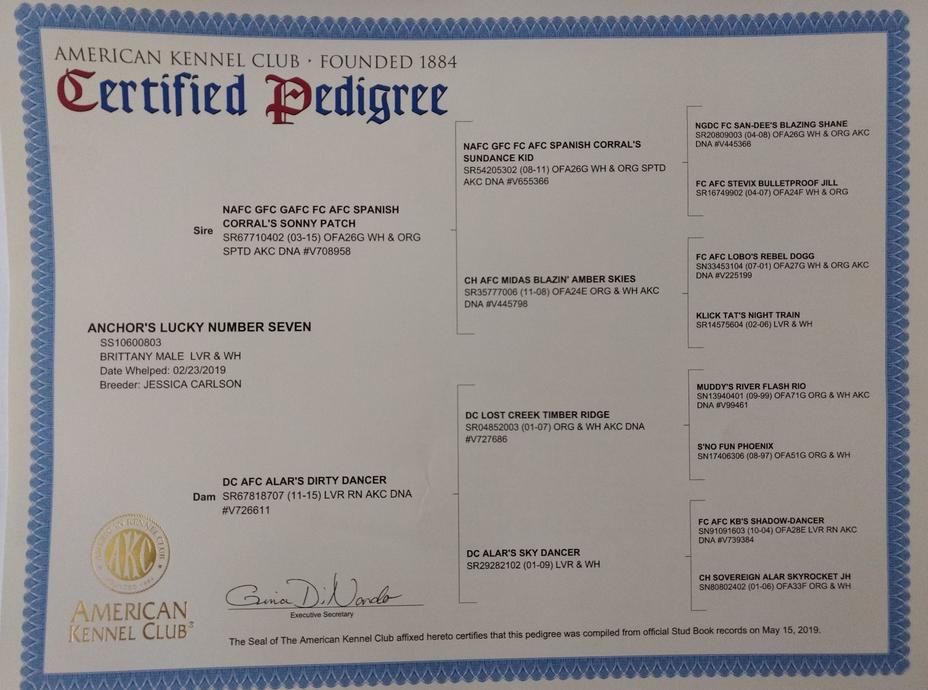 AMERICAN KENNEL CLUB · FOUNDED 1884
Certified Pedigree
ANCHOR'S LUCKY NUMBER SEVEN
SS10600803
BRITTANY MALE LVR & WH
Date Whelped: 02/23/2019
Breeder: JESSICA CARLSON
Sire
NAFC GFC GAFC FC AFC SPANISH
CORRAL'S SONNY PATCH
SR67710402 (03-15) OFA26G WH & ORG
SPTD AKC DNA #V708958
Dam
DC AFC ALAR'S DIRTY DANCER
SR67818707 (11-15) LVR RN AKC DNA
#V726611
NAFC GFC FC AFC SPANISH CORRAL'S
SUNDANCE KID
SR54205302 (08-11) OFA26G WH & ORG SPTD
AKC DNA #V655366
CH AFC MIDAS BLAZIN' AMBER SKIES
SR35777006 (11-08) OFA24E ORG & WH AKC
DNA #V445798
DC LOST CREEK TIMBER RIDGE
SR04852003 (01-07) ORG & WH AKC DNA
#V727686
DC ALAR'S SKY DANCER
SR29282102 (01-09) LVR & WH
NGDC FC SAN-DEE'S BLAZING SHANE
SR20809003 (04-08) OFA26G WH & ORG AKC
DNA #V445366
FC AFC STEVIX BULLETPROOF JILL
SR16749902 (04-07) OFA24F WH & ORG
FC AFC LOBO'S REBEL DOGG
SN33453104 (07-01) OFA27G WH & ORG AKC
DNA #V225199
KLICK TAT'S NIGHT TRAIN
SR14575604 (02-06) LVR & WH
MUDDY'S RIVER FLASH RIO
SN13940401 (09-99) OFA71G ORG & WH AKC
DNA #V99461
S'NO FUN PHOENIX
SN17406306 (08-97) OFA51G ORG & WH
FC AFC KB'S SHADOW-DANCER
SN91091603 (10-04) OFA28E LVR RN AKC
DNA #V739384
CH SOVEREIGN ALAR SKYROCKET JH
SN80802402 (01-06) OFA33F ORG & WH
AMERICAN KENNEL CLUB
AKC
FOUNDED 1884
AMERICAN
KENNEL CLUB®
Gina DiNardo
Executive Secretary
The Seal of The American Kennel Club affixed hereto certifies that this pedigree was compiled from official Stud Book records on May 15, 2019.